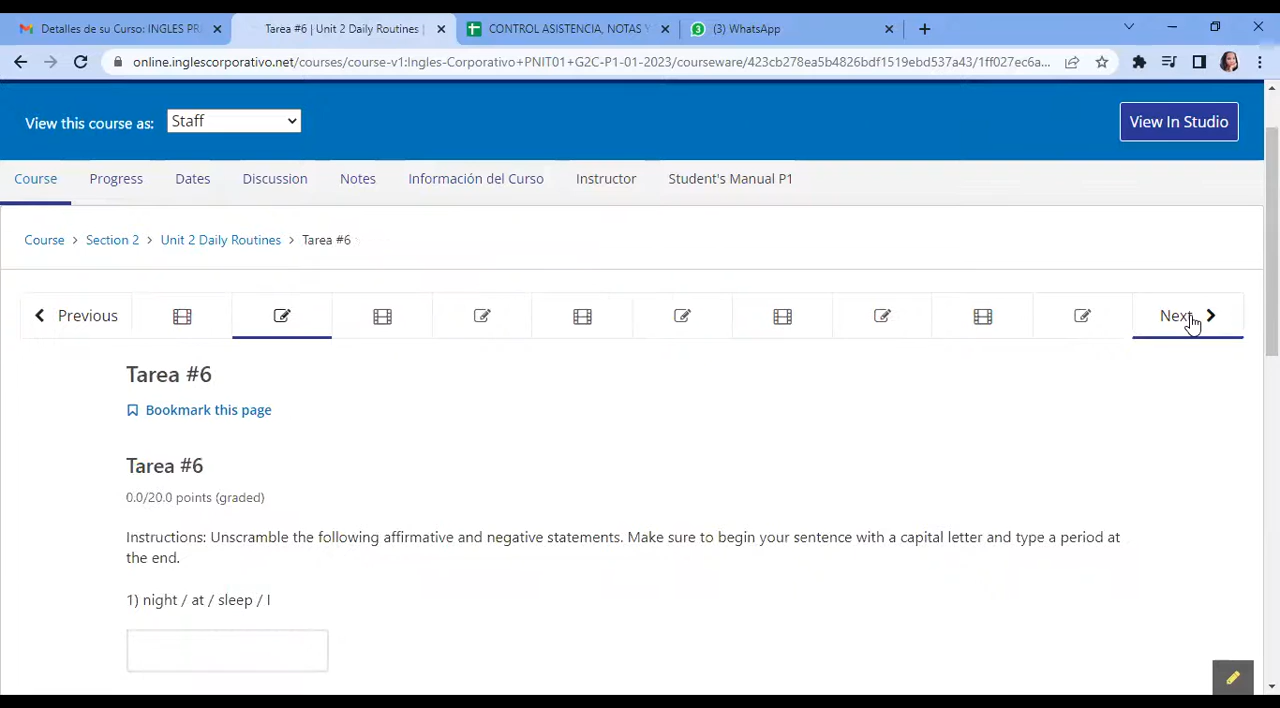 Detalles de su Curso: INGLES PR
Tarea #6 | Unit 2 Daily Routines |
CONTROL ASISTENCIA, NOTAS Y
3 (3) WhatsApp
online.inglescorporativo.net/courses/course-v1:Ingles-Corporativo+PNIT01+G2C-P1-01-2023/courseware/423cb278ea5b4826bdf1519ebd537a43/1ff027ec6a...
View this course as: Staff
View In Studio
Course Progress Dates Discussion Notes Información del Curso Instructor Student's Manual P1
Course > Section 2 > Unit 2 Daily Routines > Tarea #6
Previous Next
Tarea #6
Bookmark this page
Tarea #6
0.0/20.0 points (graded)
Instructions: Unscramble the following affirmative and negative statements. Make sure to begin your sentence with a capital letter and type a period at
the end.
1) night / at / sleep / I